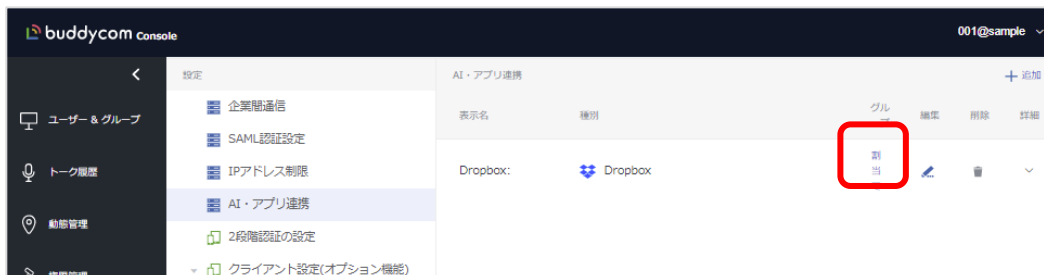 buddycom Console
001@sample
設定
AI・アプリ連携
追加
ユーザー & グループ
トーク履歴
動態管理
企業間通信
SAML認証設定
IPアドレス制限
AI・アプリ連携
2段階認証の設定
クライアント設定(オプション機能)
表示名
種別
グル
編集
削除
詳細
Dropbox:
Dropbox
割
当